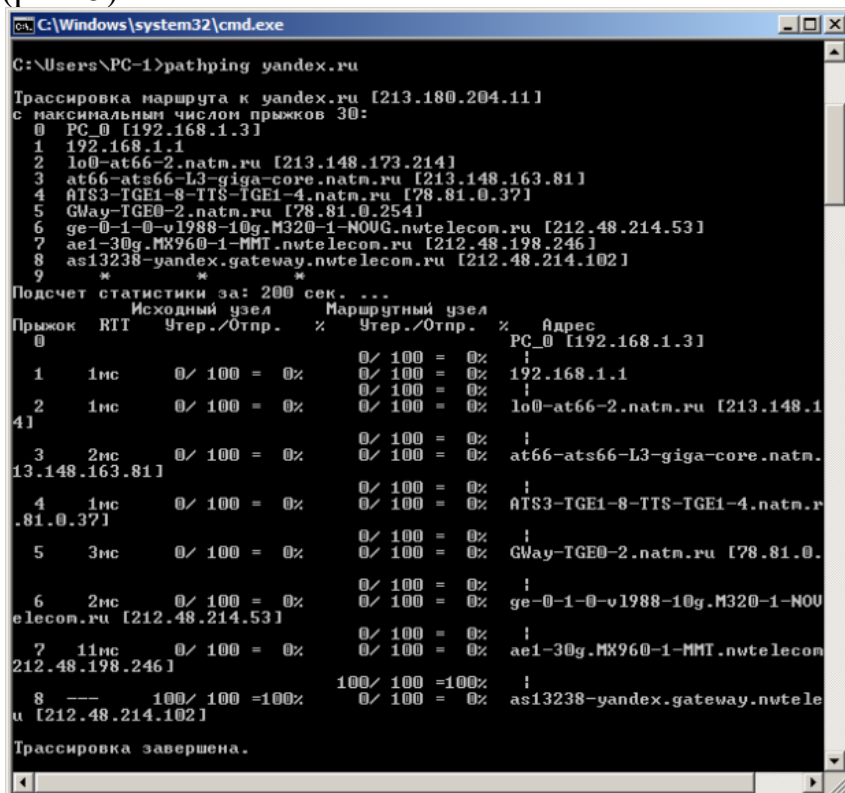 C:\Windows\system32\cmd.exe
C:\Users\PC-1>pathping yandex.ru
Трассировка маршрута к yandex.ru [213.180.204.11]
с максимальным числом прыжков 30:
0 PC_0 [192.168.1.3]
1 192.168.1.1
2 lo0-at66-2.natm.ru [213.148.173.214]
3 at66-ats66-L3-giga-core.natm.ru [213.148.163.81]
4 ATS3-TGE1-8-TTS-TGE1-4.natm.ru [78.81.0.37]
5 GWay-TGE0-2.natm.ru [78.81.0.254]
6 ge-0-1-0-vl988-10g.M320-1-NOVG.nwtelecom.ru [212.48.214.53]
7 ae1-30g.MX960-1-MMT.nwtelecom.ru [212.48.198.246]
8 as13238-yandex.gateway.nwtelecom.ru [212.48.214.102]
9 * * *
Подсчет статистики за: 200 сек. ...
Исходный узел Маршрутный узел
Прыжок RTT Утер./Отпр. % Утер./Отпр. % Адрес
0 PC_0 [192.168.1.3]
0/ 100 = 0% ¦
1 1мс 0/ 100 = 0% 0/ 100 = 0% 192.168.1.1
0/ 100 = 0% ¦
2 1мс 0/ 100 = 0% 0/ 100 = 0% lo0-at66-2.natm.ru [213.148.1
4]
0/ 100 = 0% ¦
3 2мс 0/ 100 = 0% 0/ 100 = 0% at66-ats66-L3-giga-core.natm.
13.148.163.81]
0/ 100 = 0% ¦
4 1мс 0/ 100 = 0% 0/ 100 = 0% ATS3-TGE1-8-TTS-TGE1-4.natm.r
.81.0.37]
0/ 100 = 0% ¦
5 3мс 0/ 100 = 0% 0/ 100 = 0% GWay-TGE0-2.natm.ru [78.81.0.
0/ 100 = 0% ¦
6 2мс 0/ 100 = 0% 0/ 100 = 0% ge-0-1-0-vl988-10g.M320-1-NOV
elecom.ru [212.48.214.53]
0/ 100 = 0% ¦
7 11мс 0/ 100 = 0% 0/ 100 = 0% ae1-30g.MX960-1-MMT.nwtelecom
212.48.198.246]
100/ 100 =100% ¦
8 --- 100/ 100 =100% 0/ 100 = 0% as13238-yandex.gateway.nwtele
u [212.48.214.102]
Трассировка завершена.